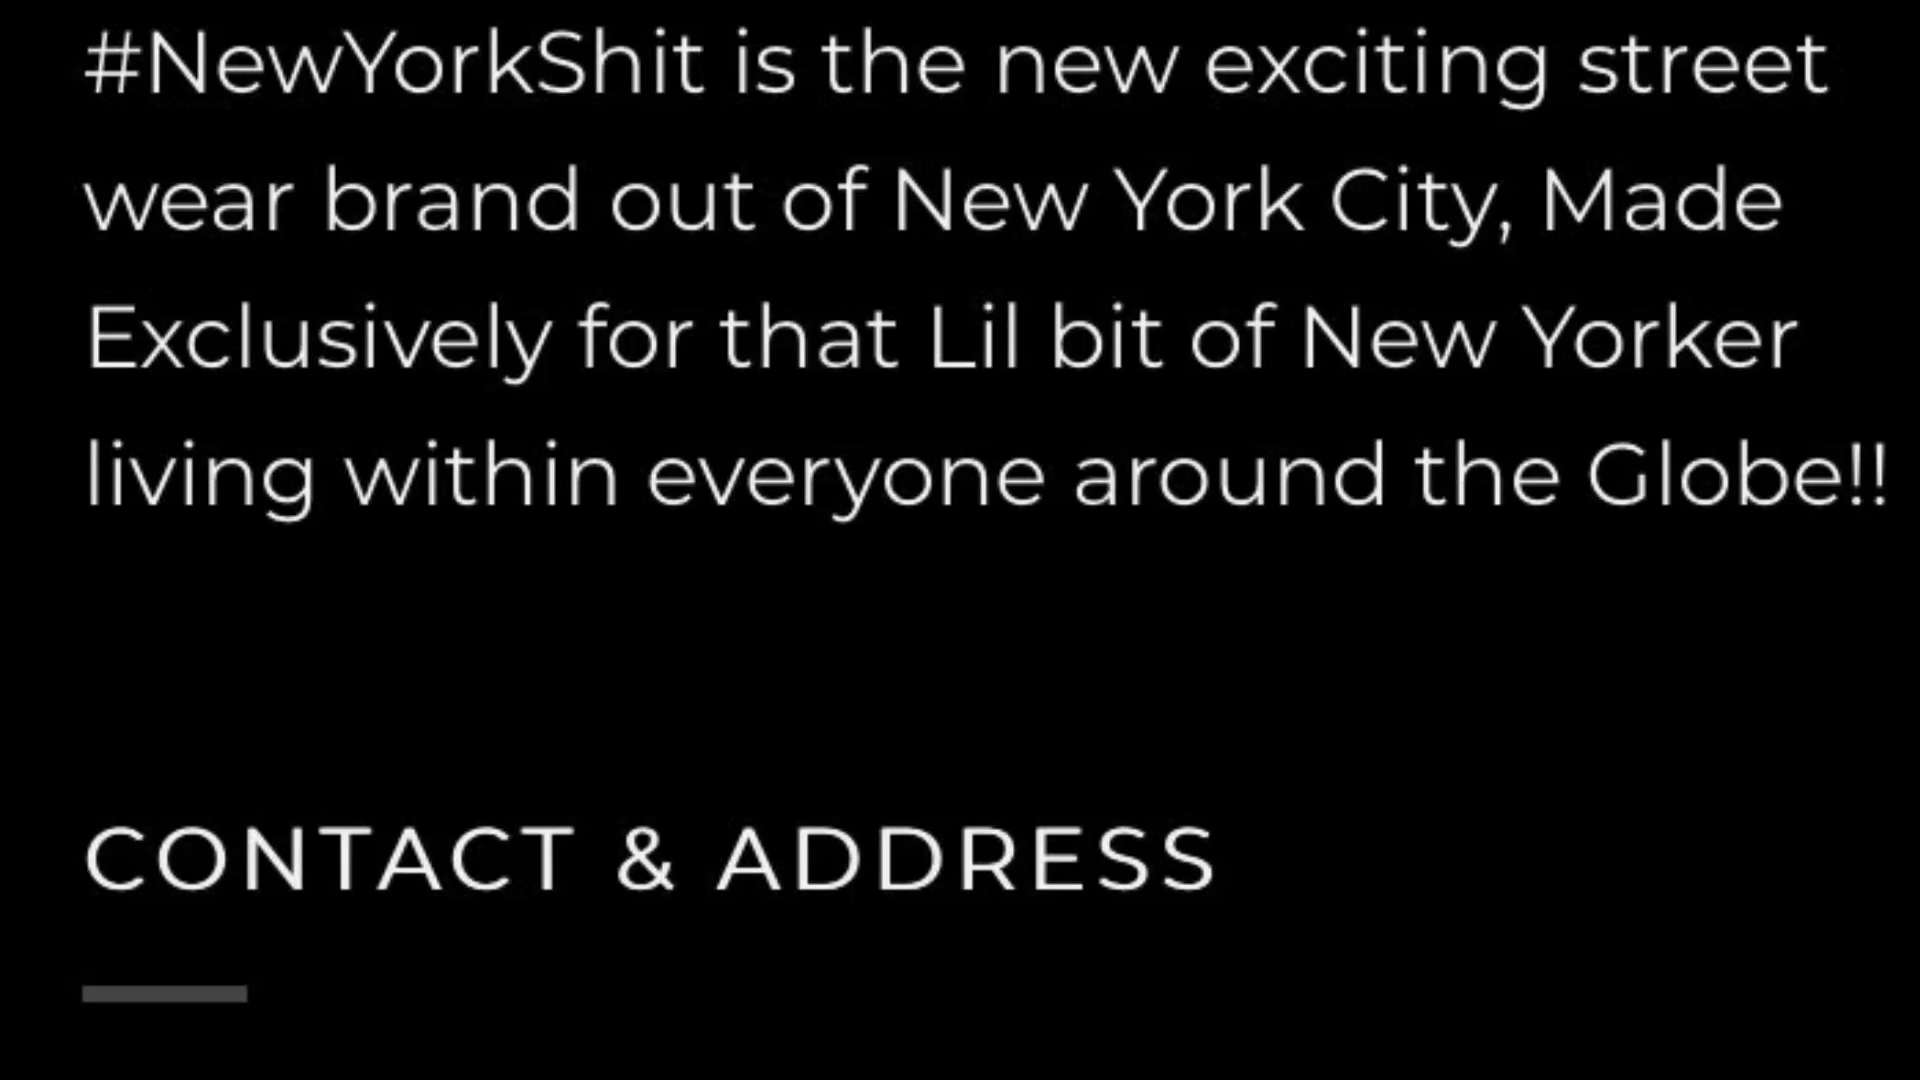 #NewYorkShit is the new exciting street
wear brand out of New York City, Made
Exclusively for that Lil bit of New Yorker
living within everyone around the Globe!!
CONTACT & ADDRESS